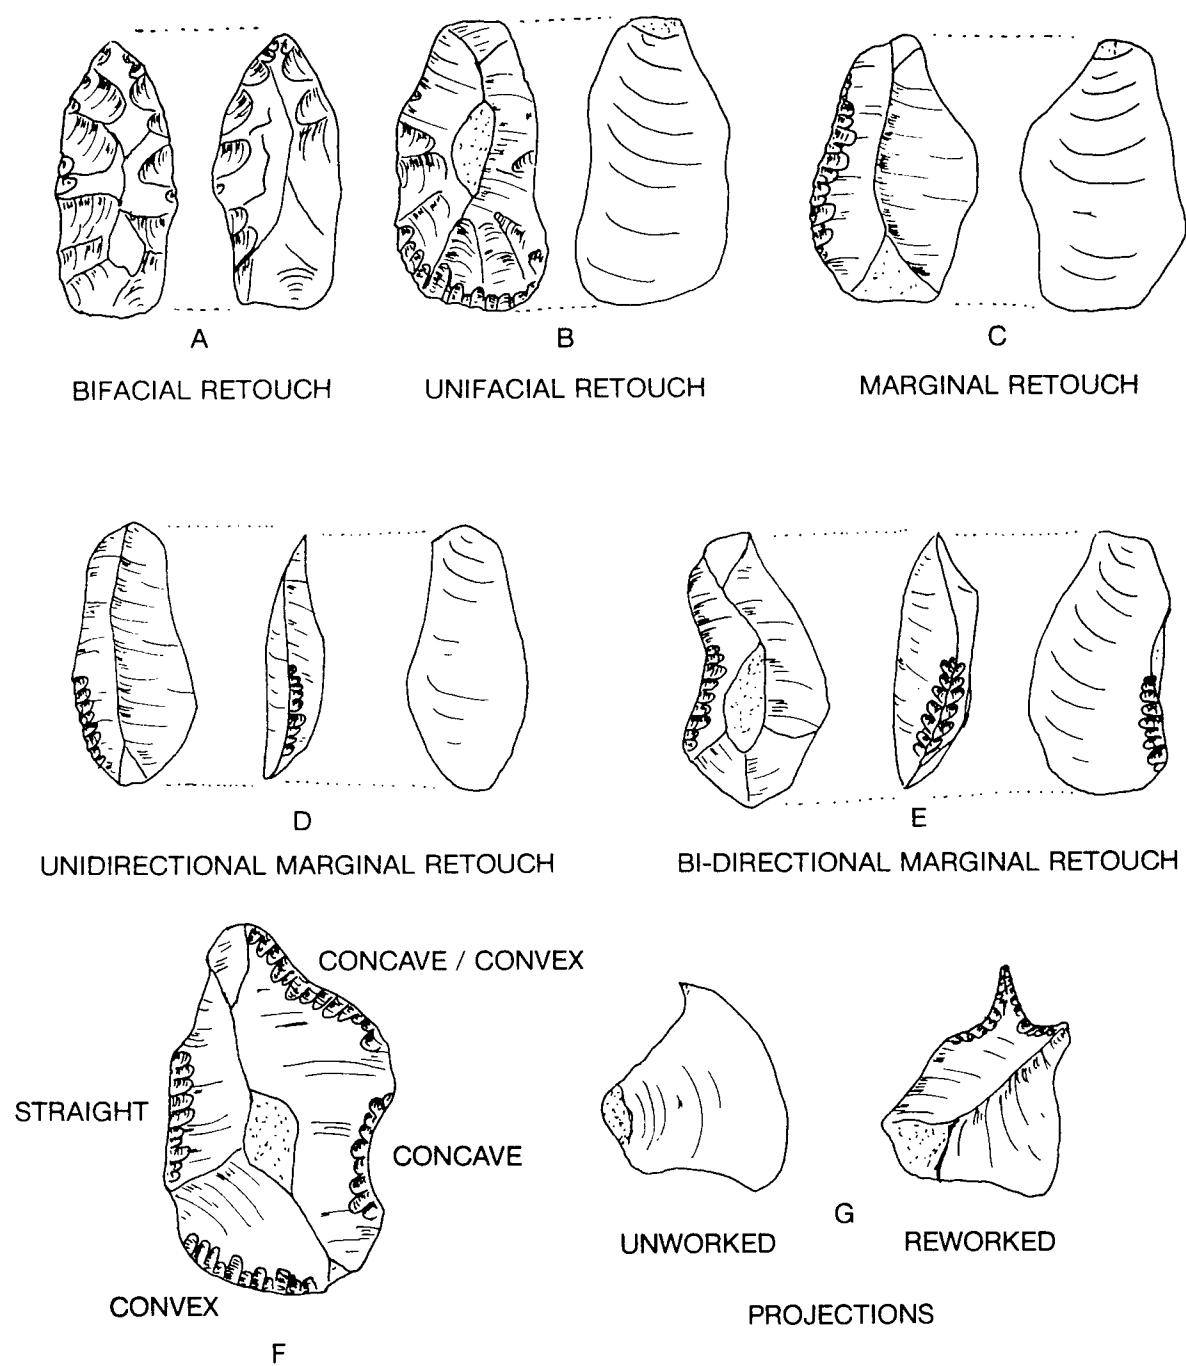 A
B
C
BIFACIAL RETOUCH
UNIFACIAL RETOUCH
MARGINAL RETOUCH
D
E
UNIDIRECTIONAL MARGINAL RETOUCH
BI-DIRECTIONAL MARGINAL RETOUCH
CONCAVE / CONVEX
STRAIGHT
CONCAVE
CONVEX
F
G
UNWORKED
REWORKED
PROJECTIONS